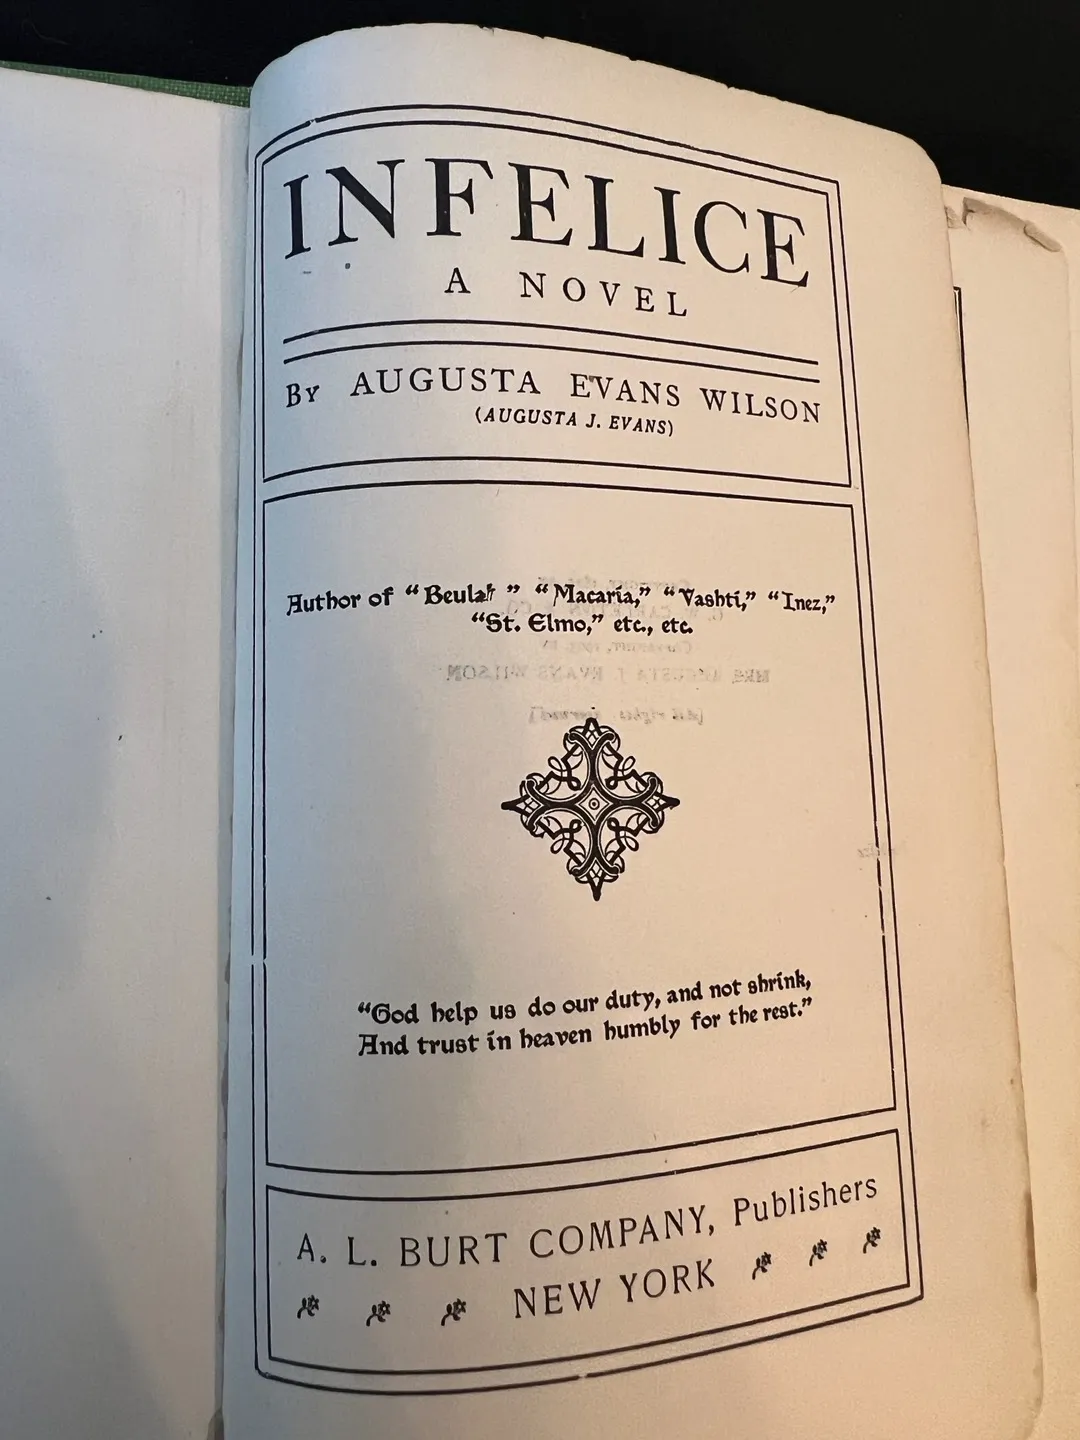 INFELICE
A NOVEL
BY AUGUSTA EVANS WILSON
(AUGUSTA J. EVANS)
Author of “Beulah” “Macaria,” “Vashti,” “Inez,”
“St. Elmo,” etc., etc.
“God help us do our duty, and not shrink,
And trust in heaven humbly for the rest.”
A. L. BURT COMPANY, Publishers
NEW YORK